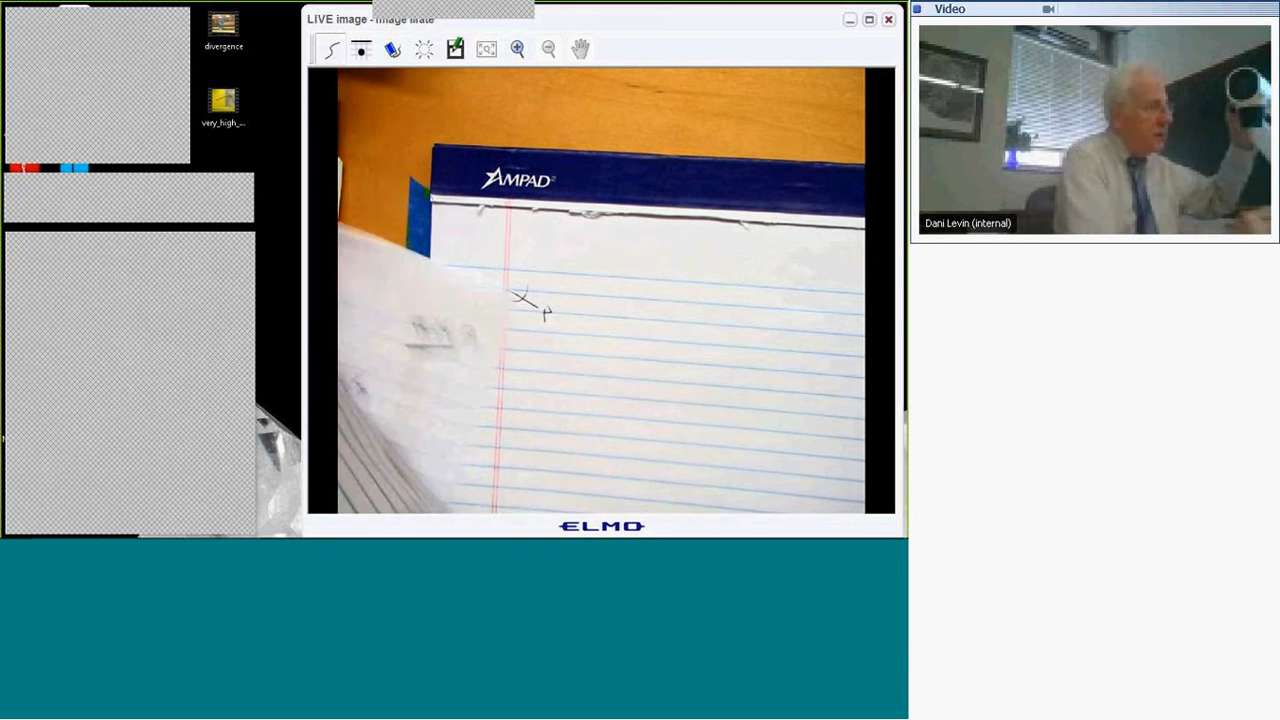 LIVE image - Image Mate
Video
divergence
very_high_...
AMPAD
Dani Levin (internal)
ELMO